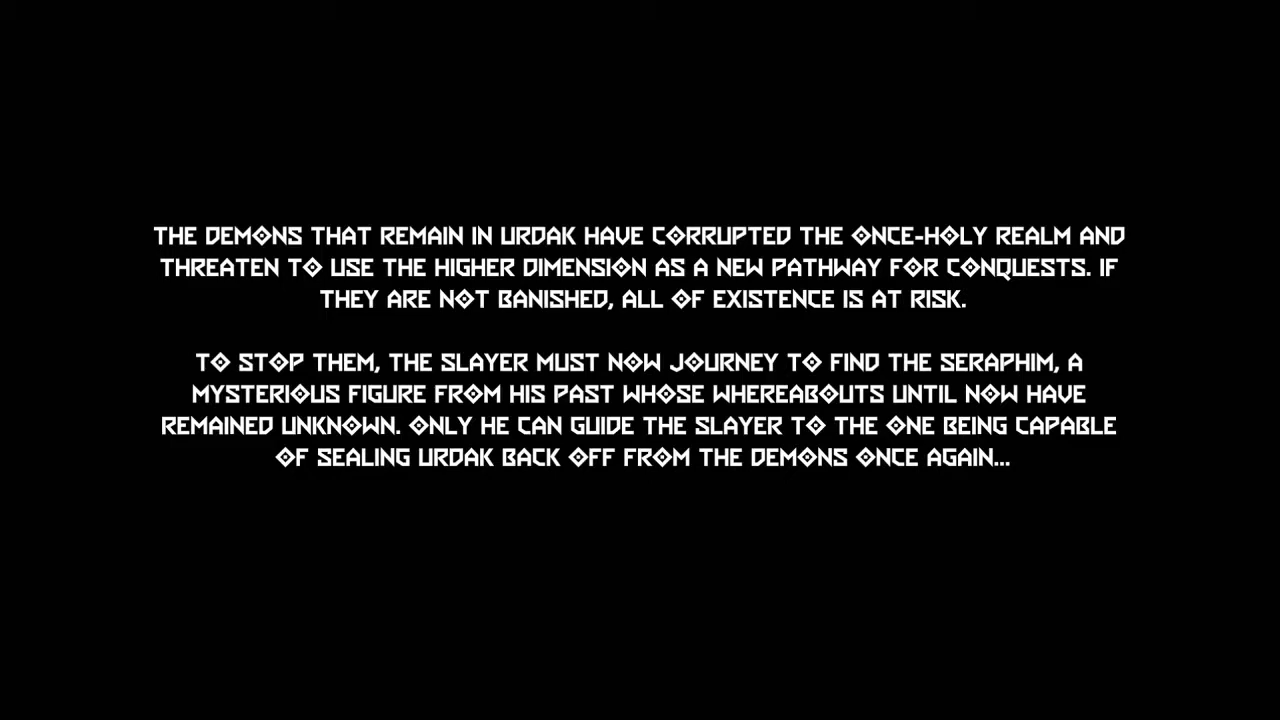 THE DEMONS THAT REMAIN IN URDAK HAVE CORRUPTED THE ONCE-HOLY REALM AND
THREATEN TO USE THE HIGHER DIMENSION AS A NEW PATHWAY FOR CONQUESTS. IF
THEY ARE NOT BANISHED, ALL OF EXISTENCE IS AT RISK.
TO STOP THEM, THE SLAYER MUST NOW JOURNEY TO FIND THE SERAPHIM, A
MYSTERIOUS FIGURE FROM HIS PAST WHOSE WHEREABOUTS UNTIL NOW HAVE
REMAINED UNKNOWN. ONLY HE CAN GUIDE THE SLAYER TO THE ONE BEING CAPABLE
OF SEALING URDAK BACK OFF FROM THE DEMONS ONCE AGAIN...